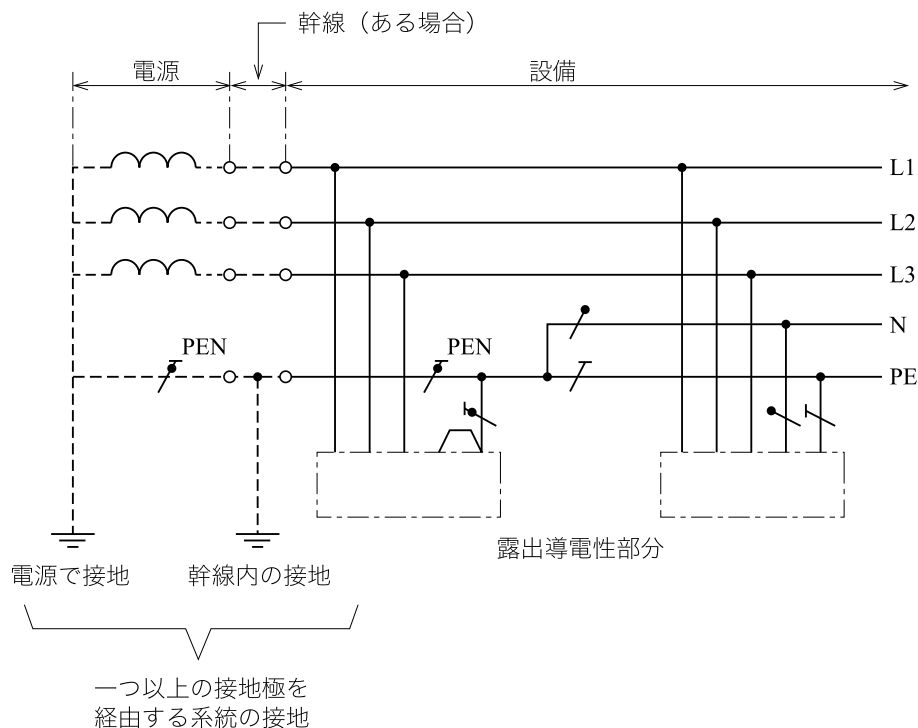 幹線（ある場合）
電源
設備
L1
L2
L3
N
PEN
PEN
PE
露出導電性部分
電源で接地
幹線内の接地
一つ以上の接地極を
経由する系統の接地